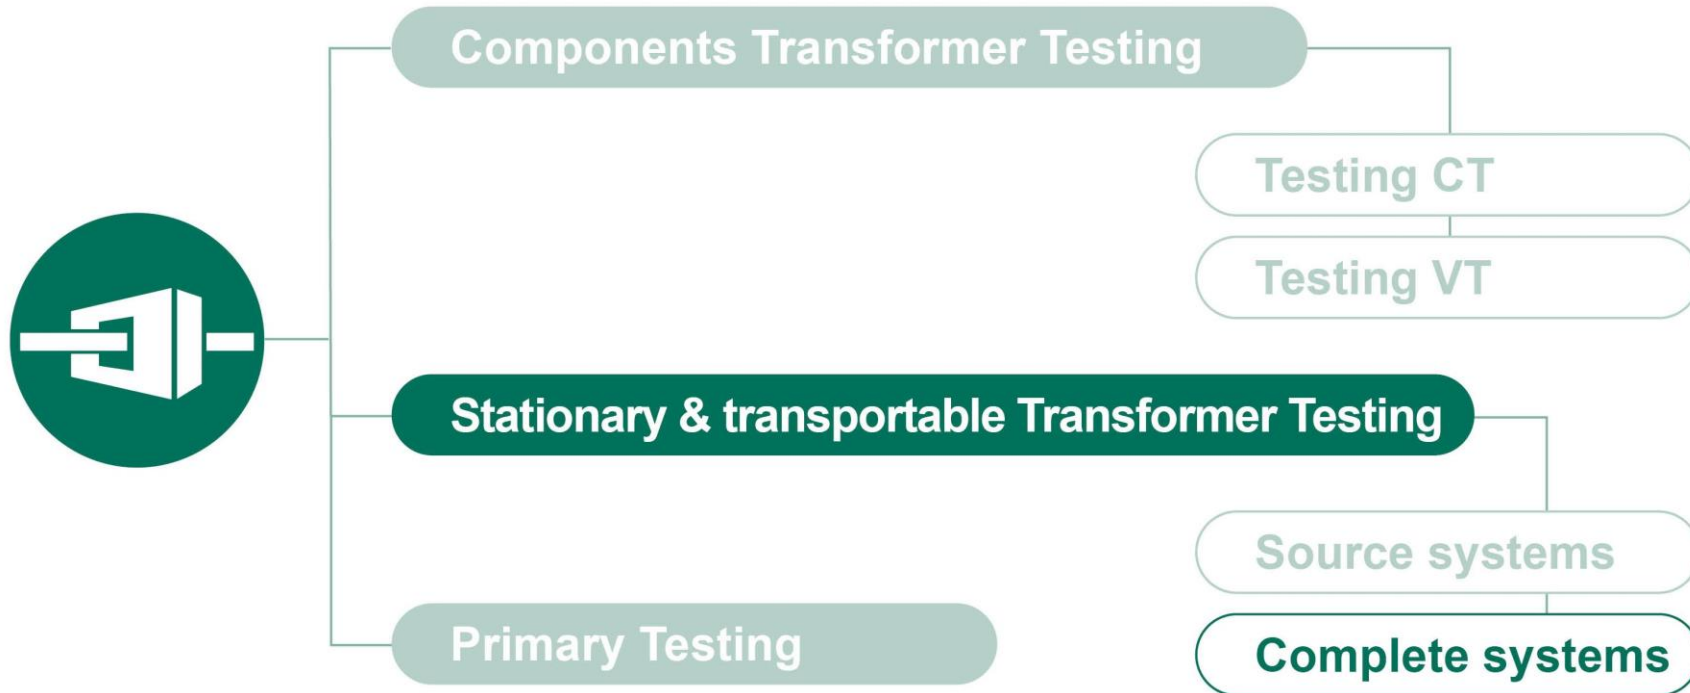 Components Transformer Testing
Testing CT
Testing VT
Stationary & transportable Transformer Testing
Source systems
Complete systems
Primary Testing